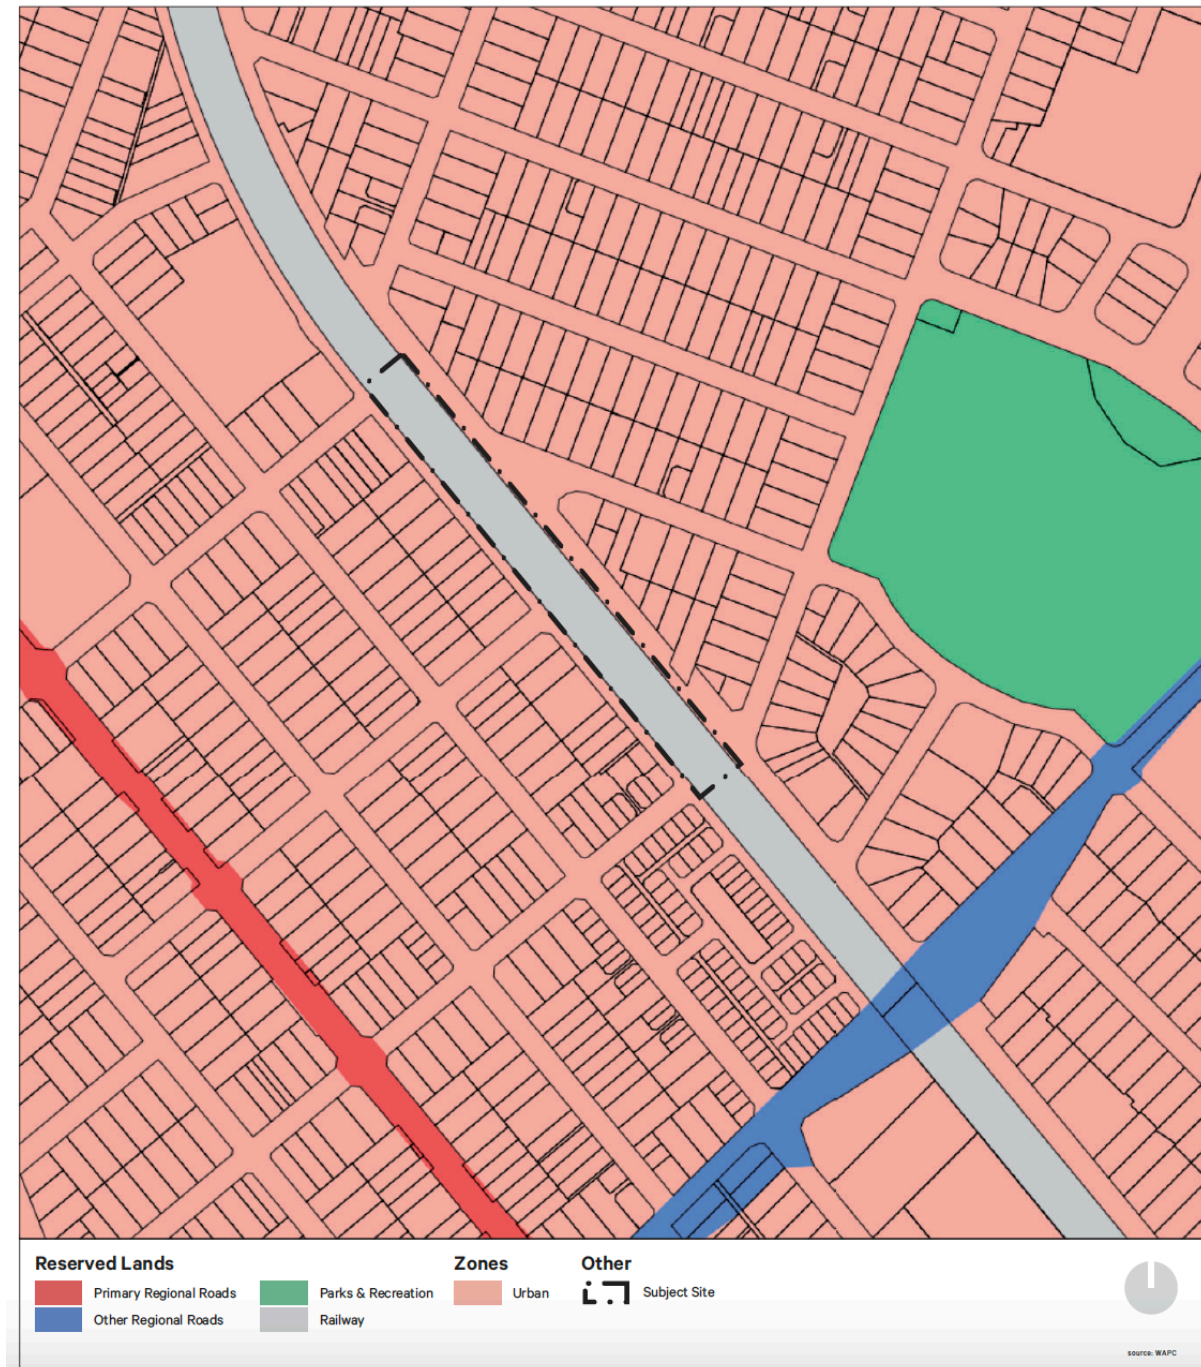 Reserved Lands
Zones
Other
Primary Regional Roads
Parks & Recreation
Urban
Subject Site
Other Regional Roads
Railway
source: WAPC